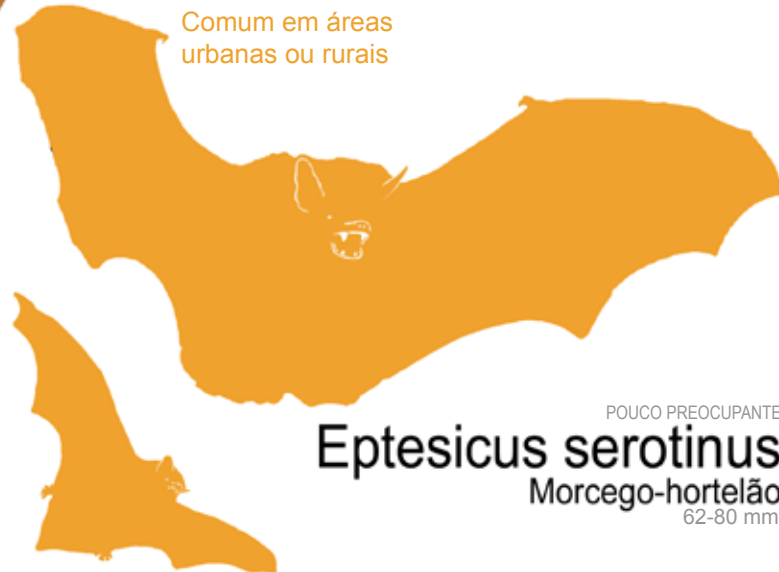 Comum em áreas
urbanas ou rurais
POUCO PREOCUPANTE
Eptesicus serotinus
Morcego-hortelão
62-80 mm